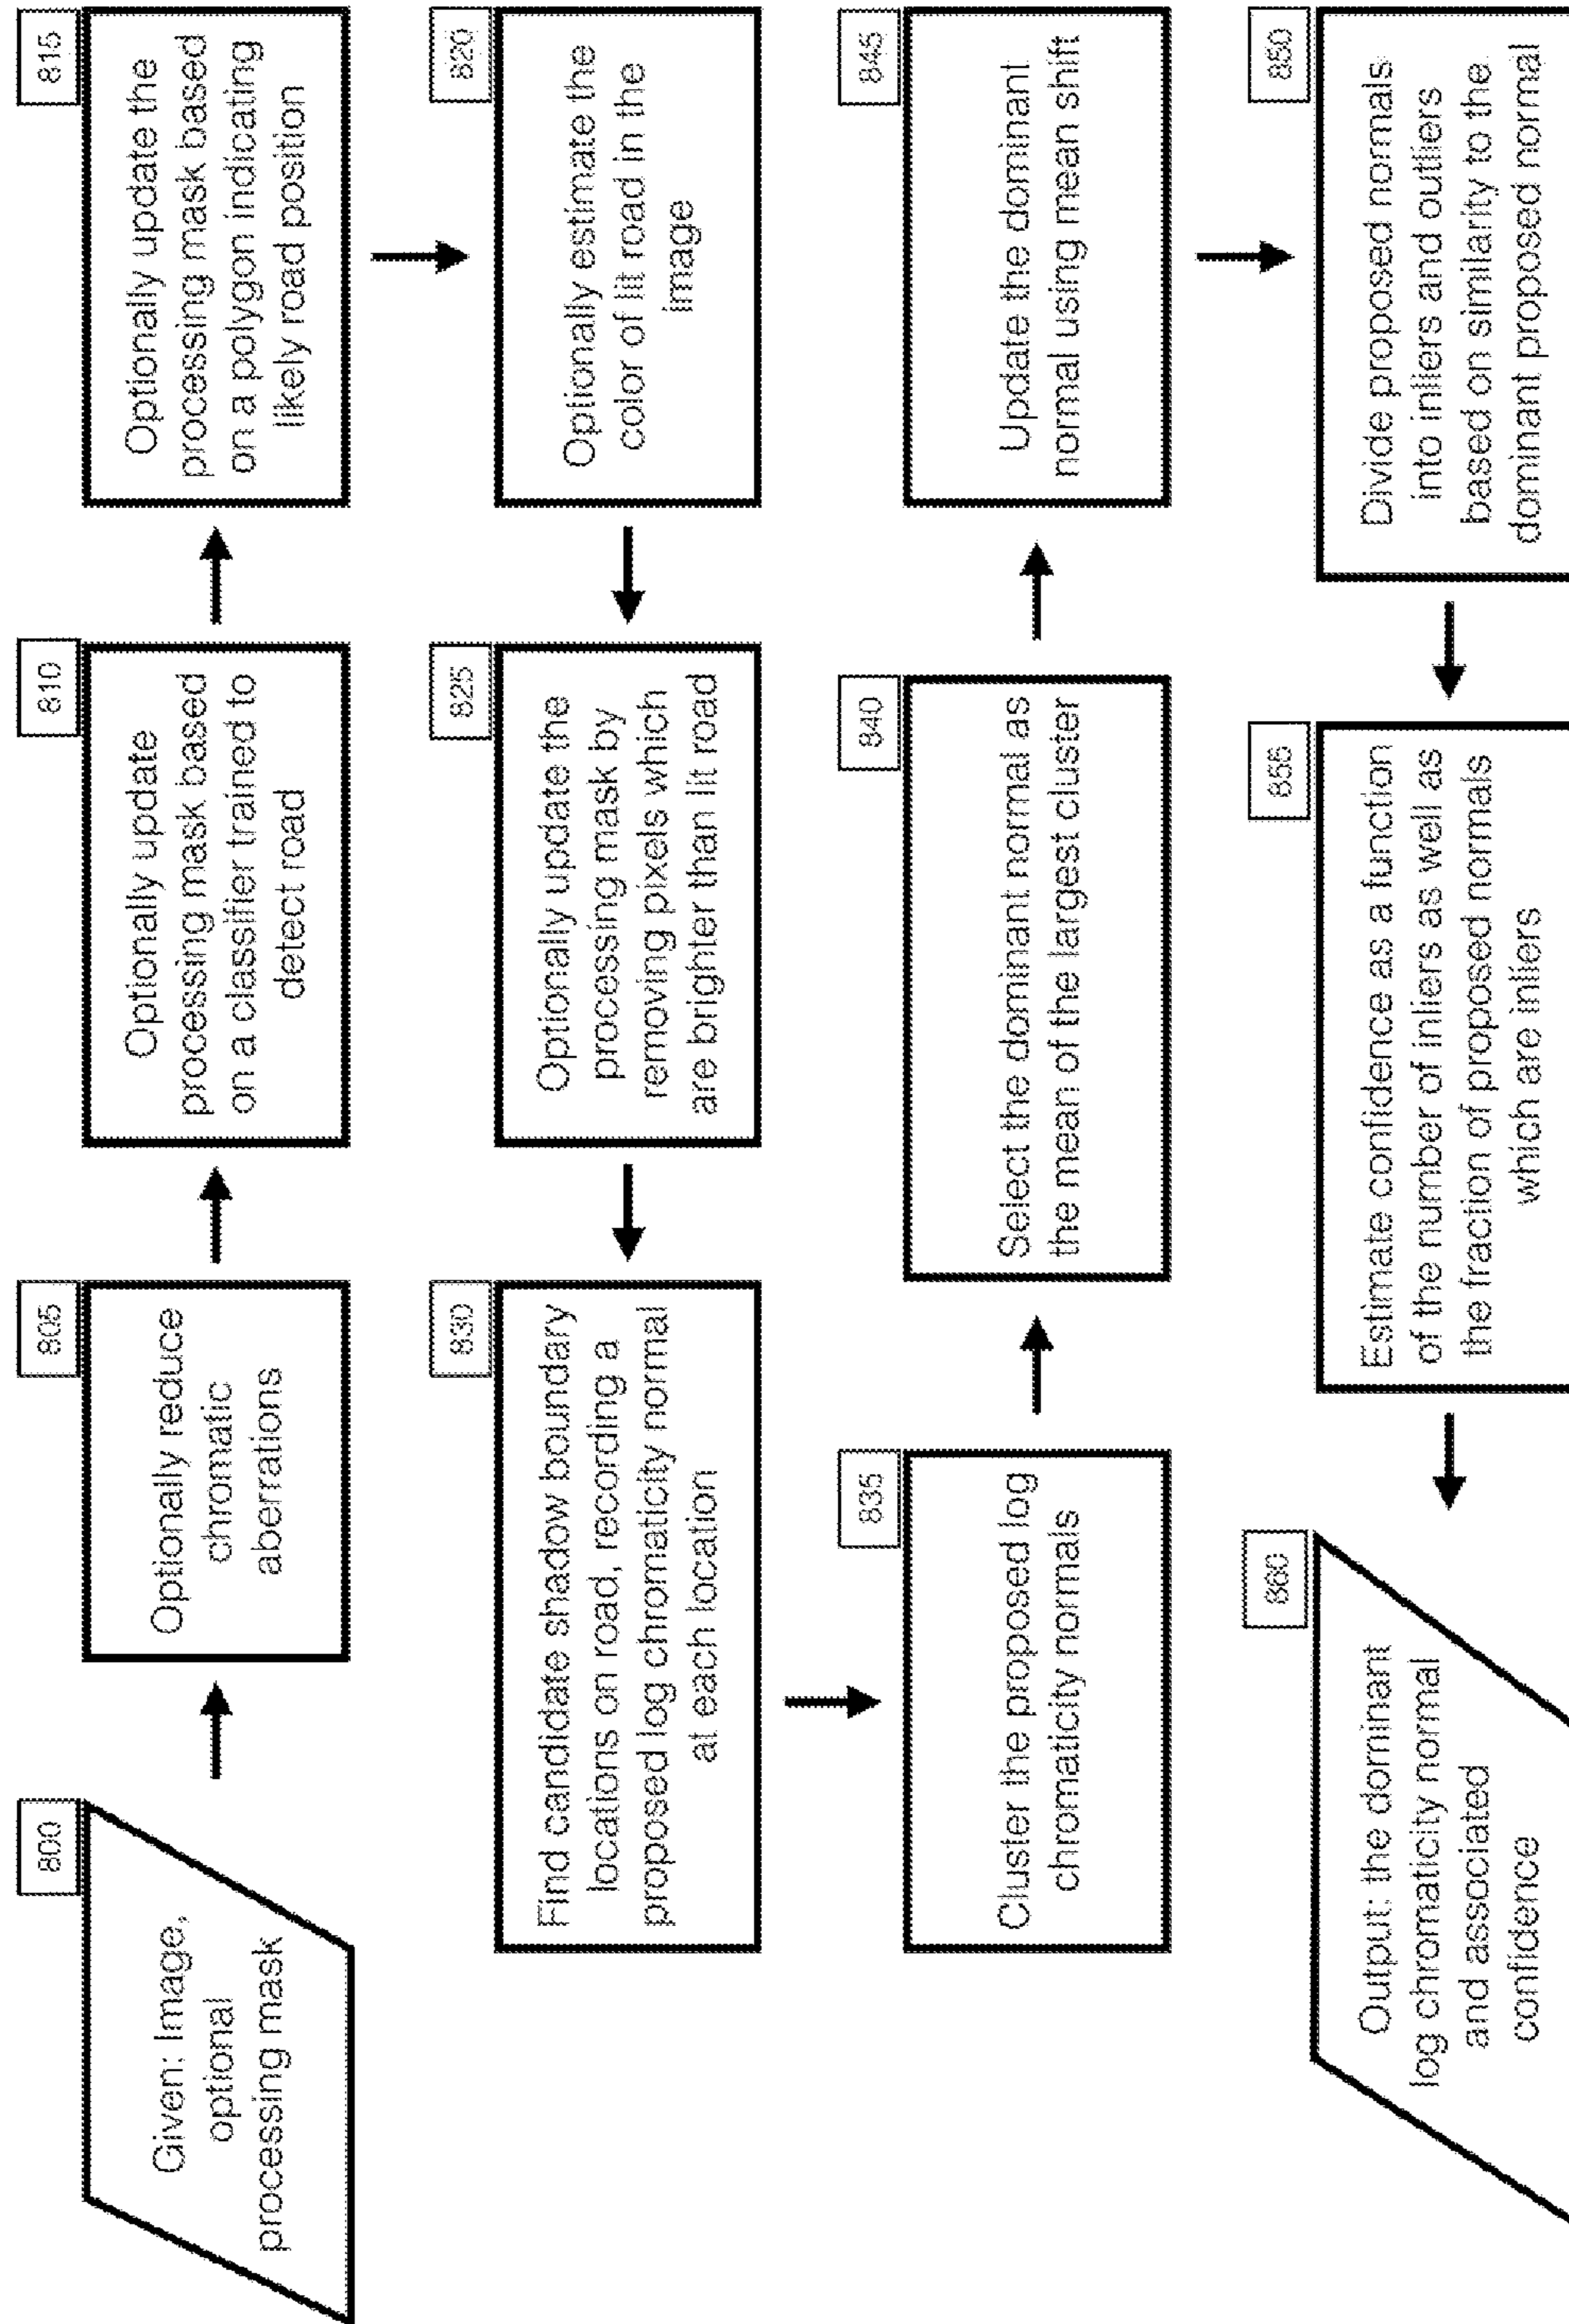 800
Given: Image,
optional
processing mask
805
Optionally reduce
chromatic
aberrations
810
Optionally update
processing mask based
on a classifier trained to
detect road
815
Optionally update the
processing mask based
on a polygon indicating
likely road position
820
Optionally estimate the
color of lit road in the
image
825
Optionally update the
processing mask by
removing pixels which
are brighter than lit road
830
Find candidate shadow boundary
locations on road, recording a
proposed log chromaticity normal
at each location
835
Cluster the proposed log
chromaticity normals
840
Select the dominant normal as
the mean of the largest cluster
845
Update the dominant
normal using mean shift
850
Divide proposed normals
into inliers and outliers
based on similarity to the
dominant proposed normal
855
Estimate confidence as a function
of the number of inliers as well as
the fraction of proposed normals
which are inliers
860
Output: the dominant
log chromaticity normal
and associated
confidence